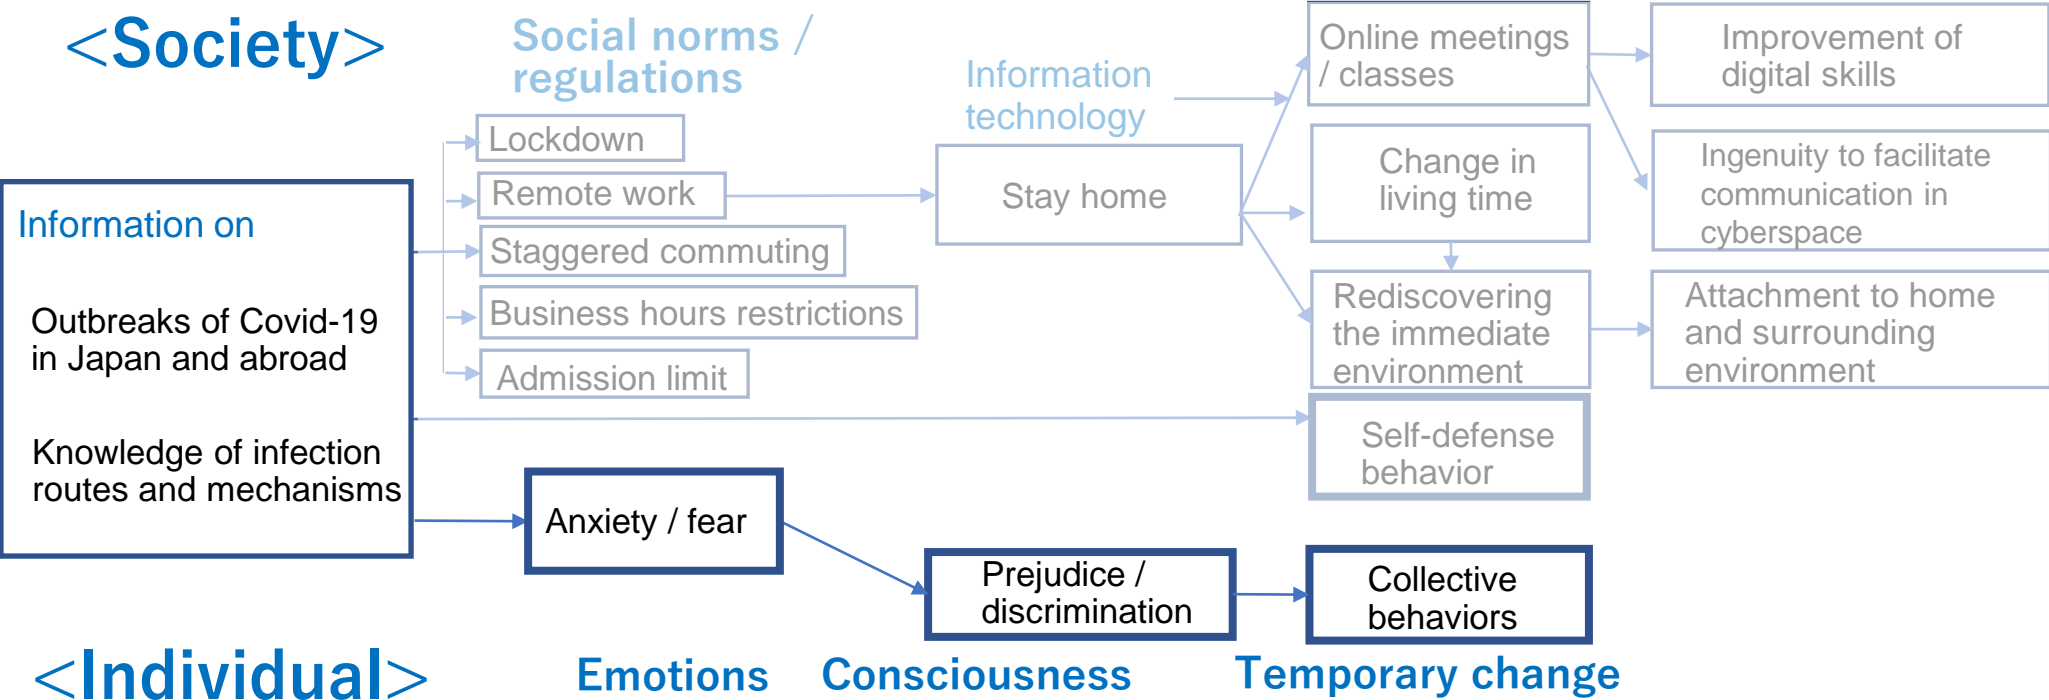 <Society>
Social norms /
regulations
Information
technology
Online meetings
/ classes
Improvement of
digital skills
Lockdown
Remote work
Staggered commuting
Business hours restrictions
Admission limit
Stay home
Change in
living time
Ingenuity to facilitate
communication in
cyberspace
Information on
Outbreaks of Covid-19
in Japan and abroad
Knowledge of infection
routes and mechanisms
Rediscovering
the immediate
environment
Attachment to home
and surrounding
environment
Self-defense
behavior
Anxiety / fear
Prejudice /
discrimination
Collective
behaviors
<Individual>
Emotions
Consciousness
Temporary change